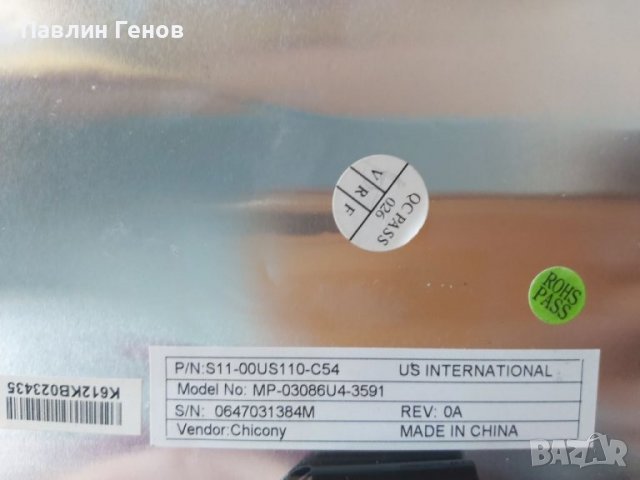 Павлин Генов
V R F
026
QC PASS
ROHS
PASS
P/N:S11-00US110-C54 US INTERNATIONAL
Model No: MP-03086U4-3591
S/N: 0647031384M REV: 0A
Vendor:Chicony MADE IN CHINA
K612KB023435
BAZAR